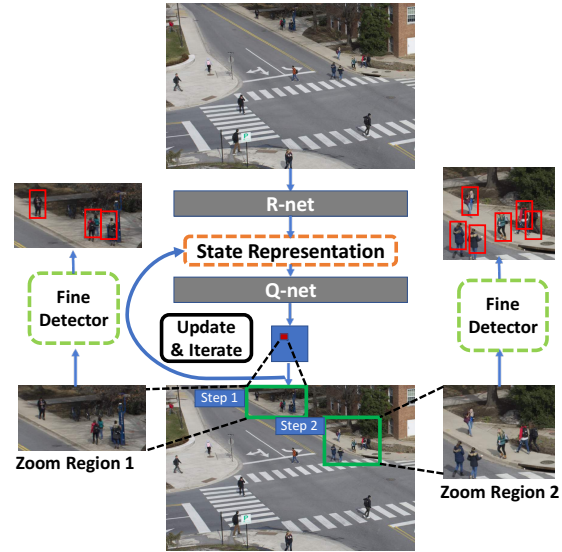 R-net
State Representation
Q-net
Fine
Detector
Update
& Iterate
Fine
Detector
Step 1
Step 2
Zoom Region 1
Zoom Region 2
P
P